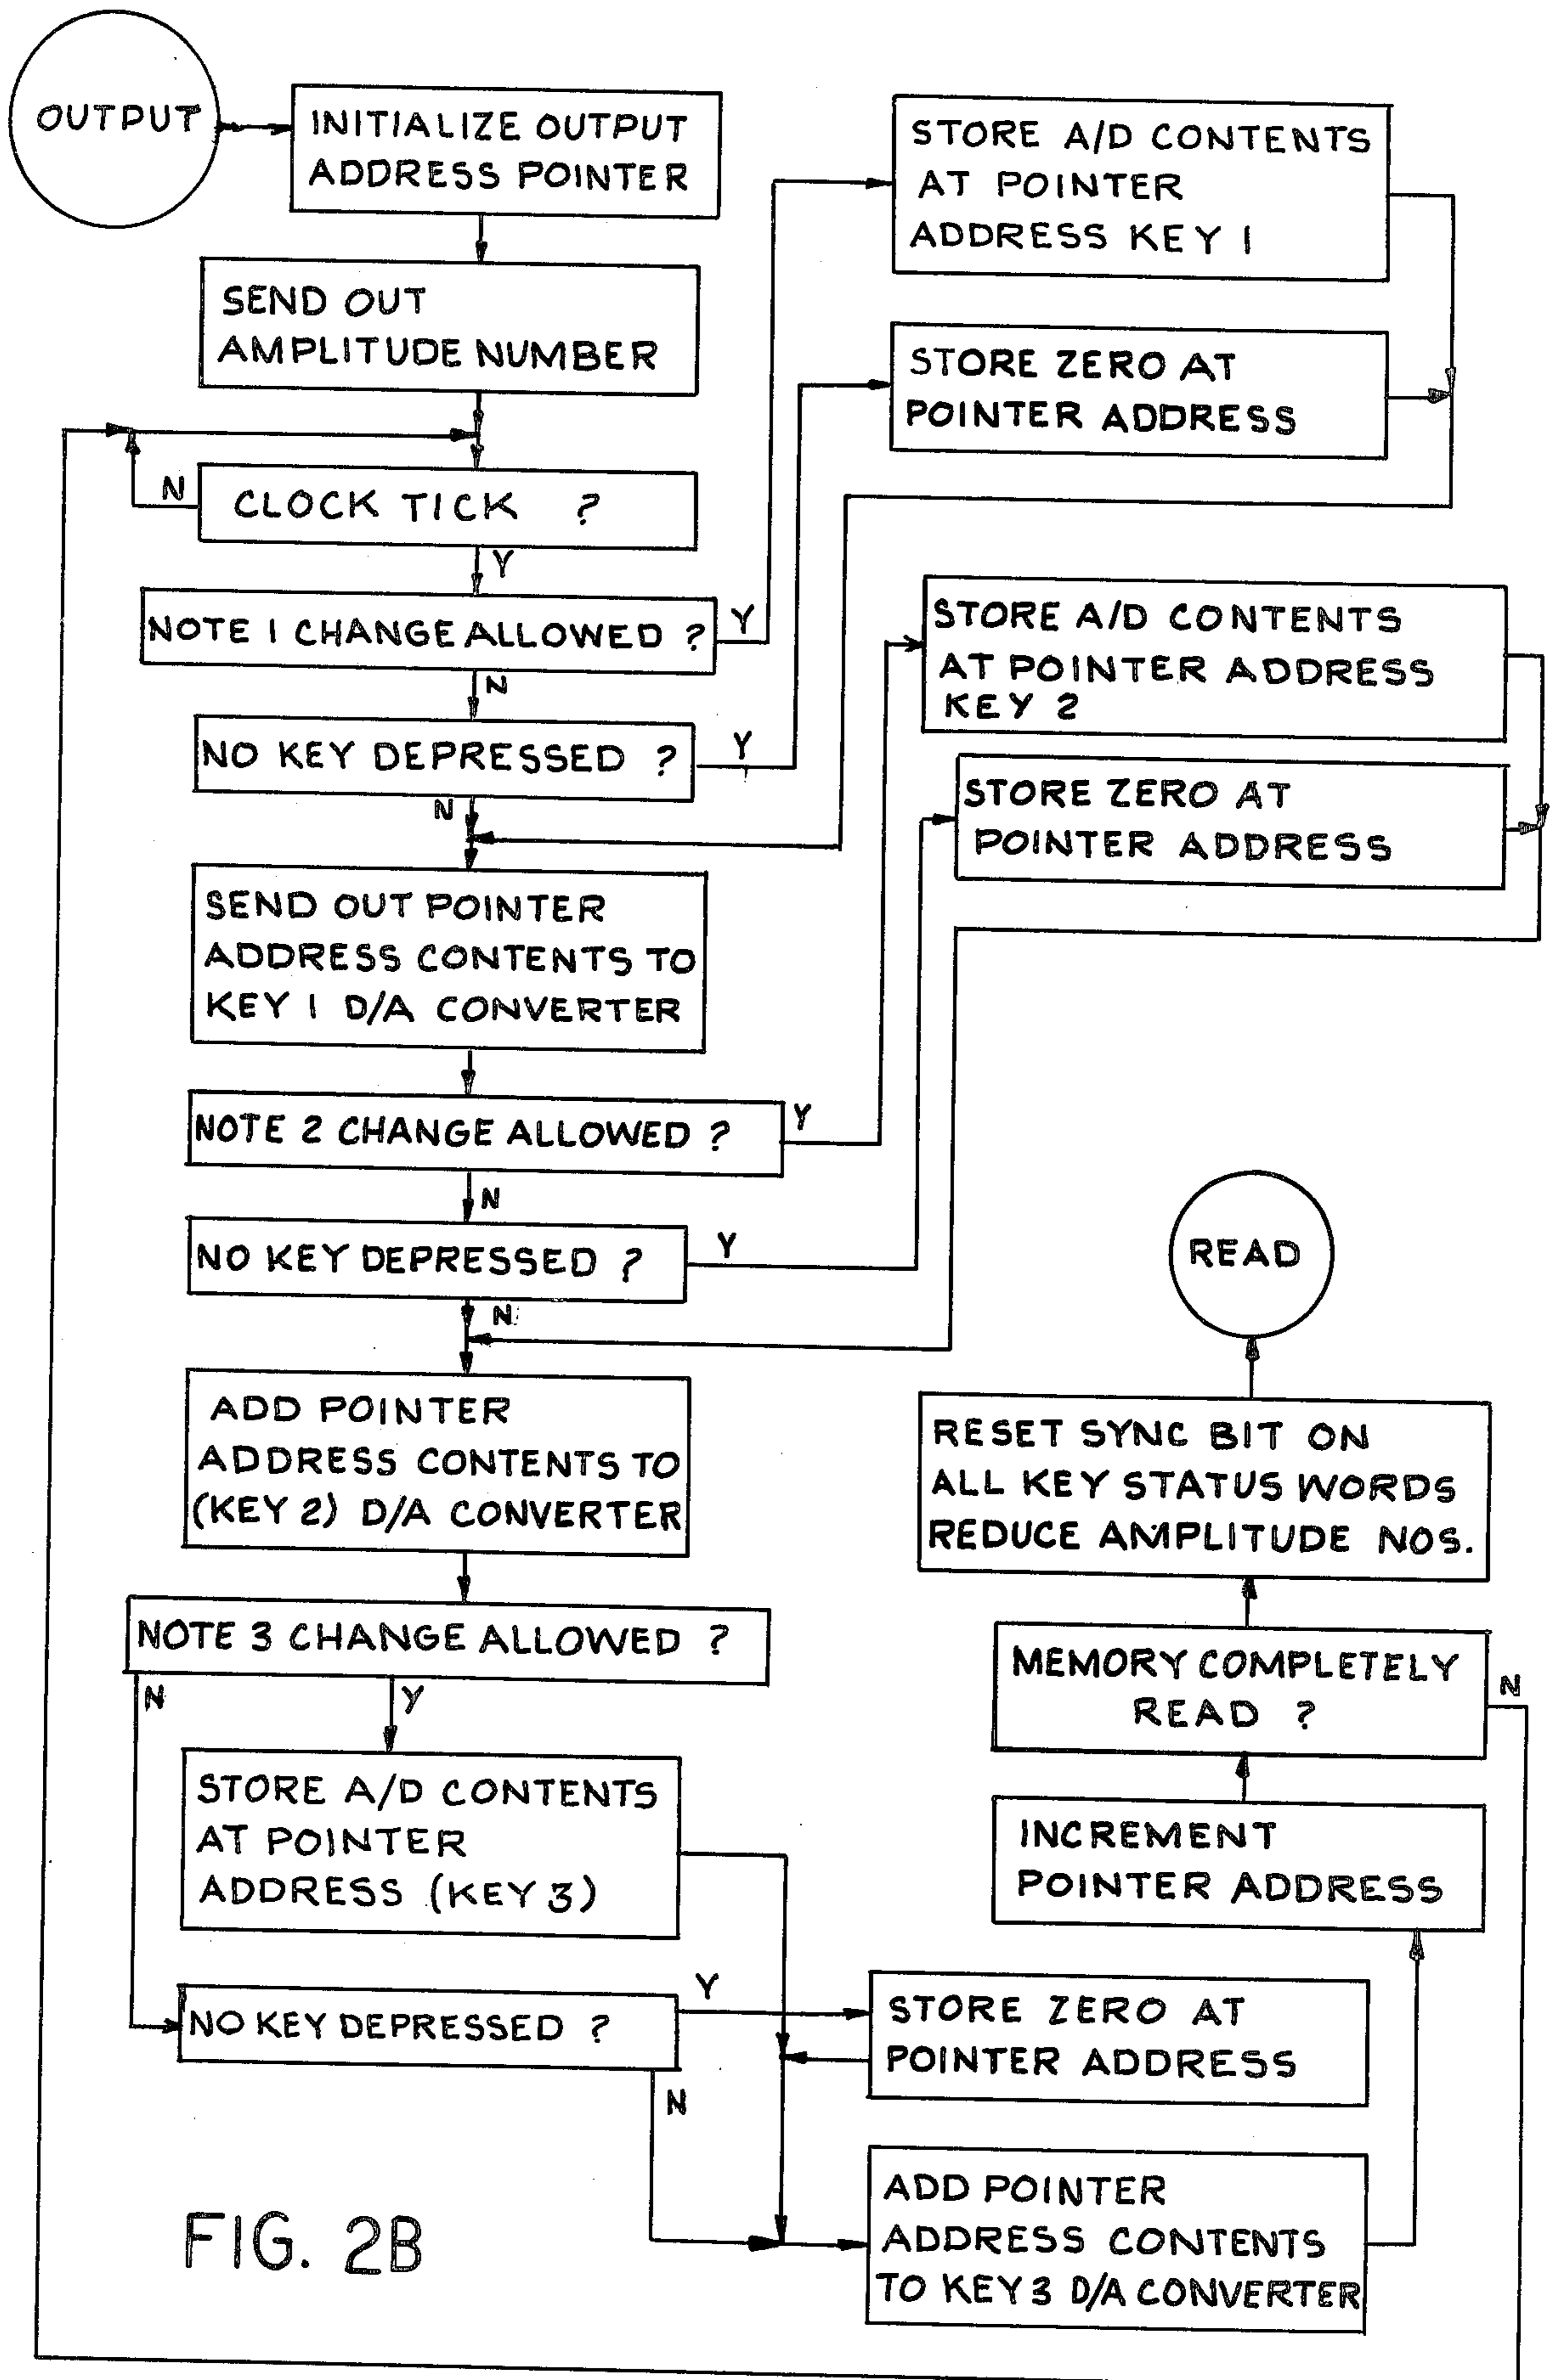 OUTPUT
INITIALIZE OUTPUT
ADDRESS POINTER
SEND OUT
AMPLITUDE NUMBER
CLOCK TICK ?
N
Y
NOTE 1 CHANGE ALLOWED ?
Y
N
NO KEY DEPRESSED ?
Y
N
STORE A/D CONTENTS
AT POINTER
ADDRESS KEY 1
STORE ZERO AT
POINTER ADDRESS
SEND OUT POINTER
ADDRESS CONTENTS TO
KEY 1 D/A CONVERTER
NOTE 2 CHANGE ALLOWED ?
Y
N
NO KEY DEPRESSED ?
Y
N
STORE A/D CONTENTS
AT POINTER ADDRESS
KEY 2
STORE ZERO AT
POINTER ADDRESS
ADD POINTER
ADDRESS CONTENTS TO
(KEY 2) D/A CONVERTER
NOTE 3 CHANGE ALLOWED ?
N
Y
STORE A/D CONTENTS
AT POINTER
ADDRESS (KEY 3)
NO KEY DEPRESSED ?
Y
N
STORE ZERO AT
POINTER ADDRESS
ADD POINTER
ADDRESS CONTENTS
TO KEY 3 D/A CONVERTER
INCREMENT
POINTER ADDRESS
MEMORY COMPLETELY
READ ?
N
RESET SYNC BIT ON
ALL KEY STATUS WORDS
REDUCE AMPLITUDE NOS.
READ
FIG. 2B